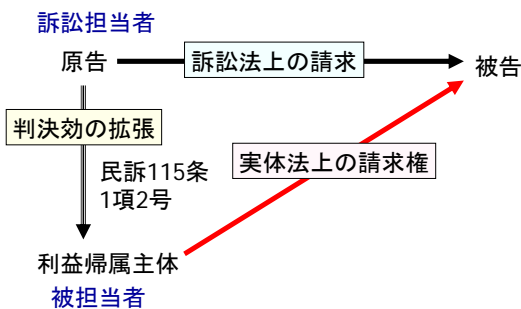 訴訟担当者
原告
訴訟法上の請求
被告
判決効の拡張
民訴115条
1項2号
実体法上の請求権
利益帰属主体
被担当者